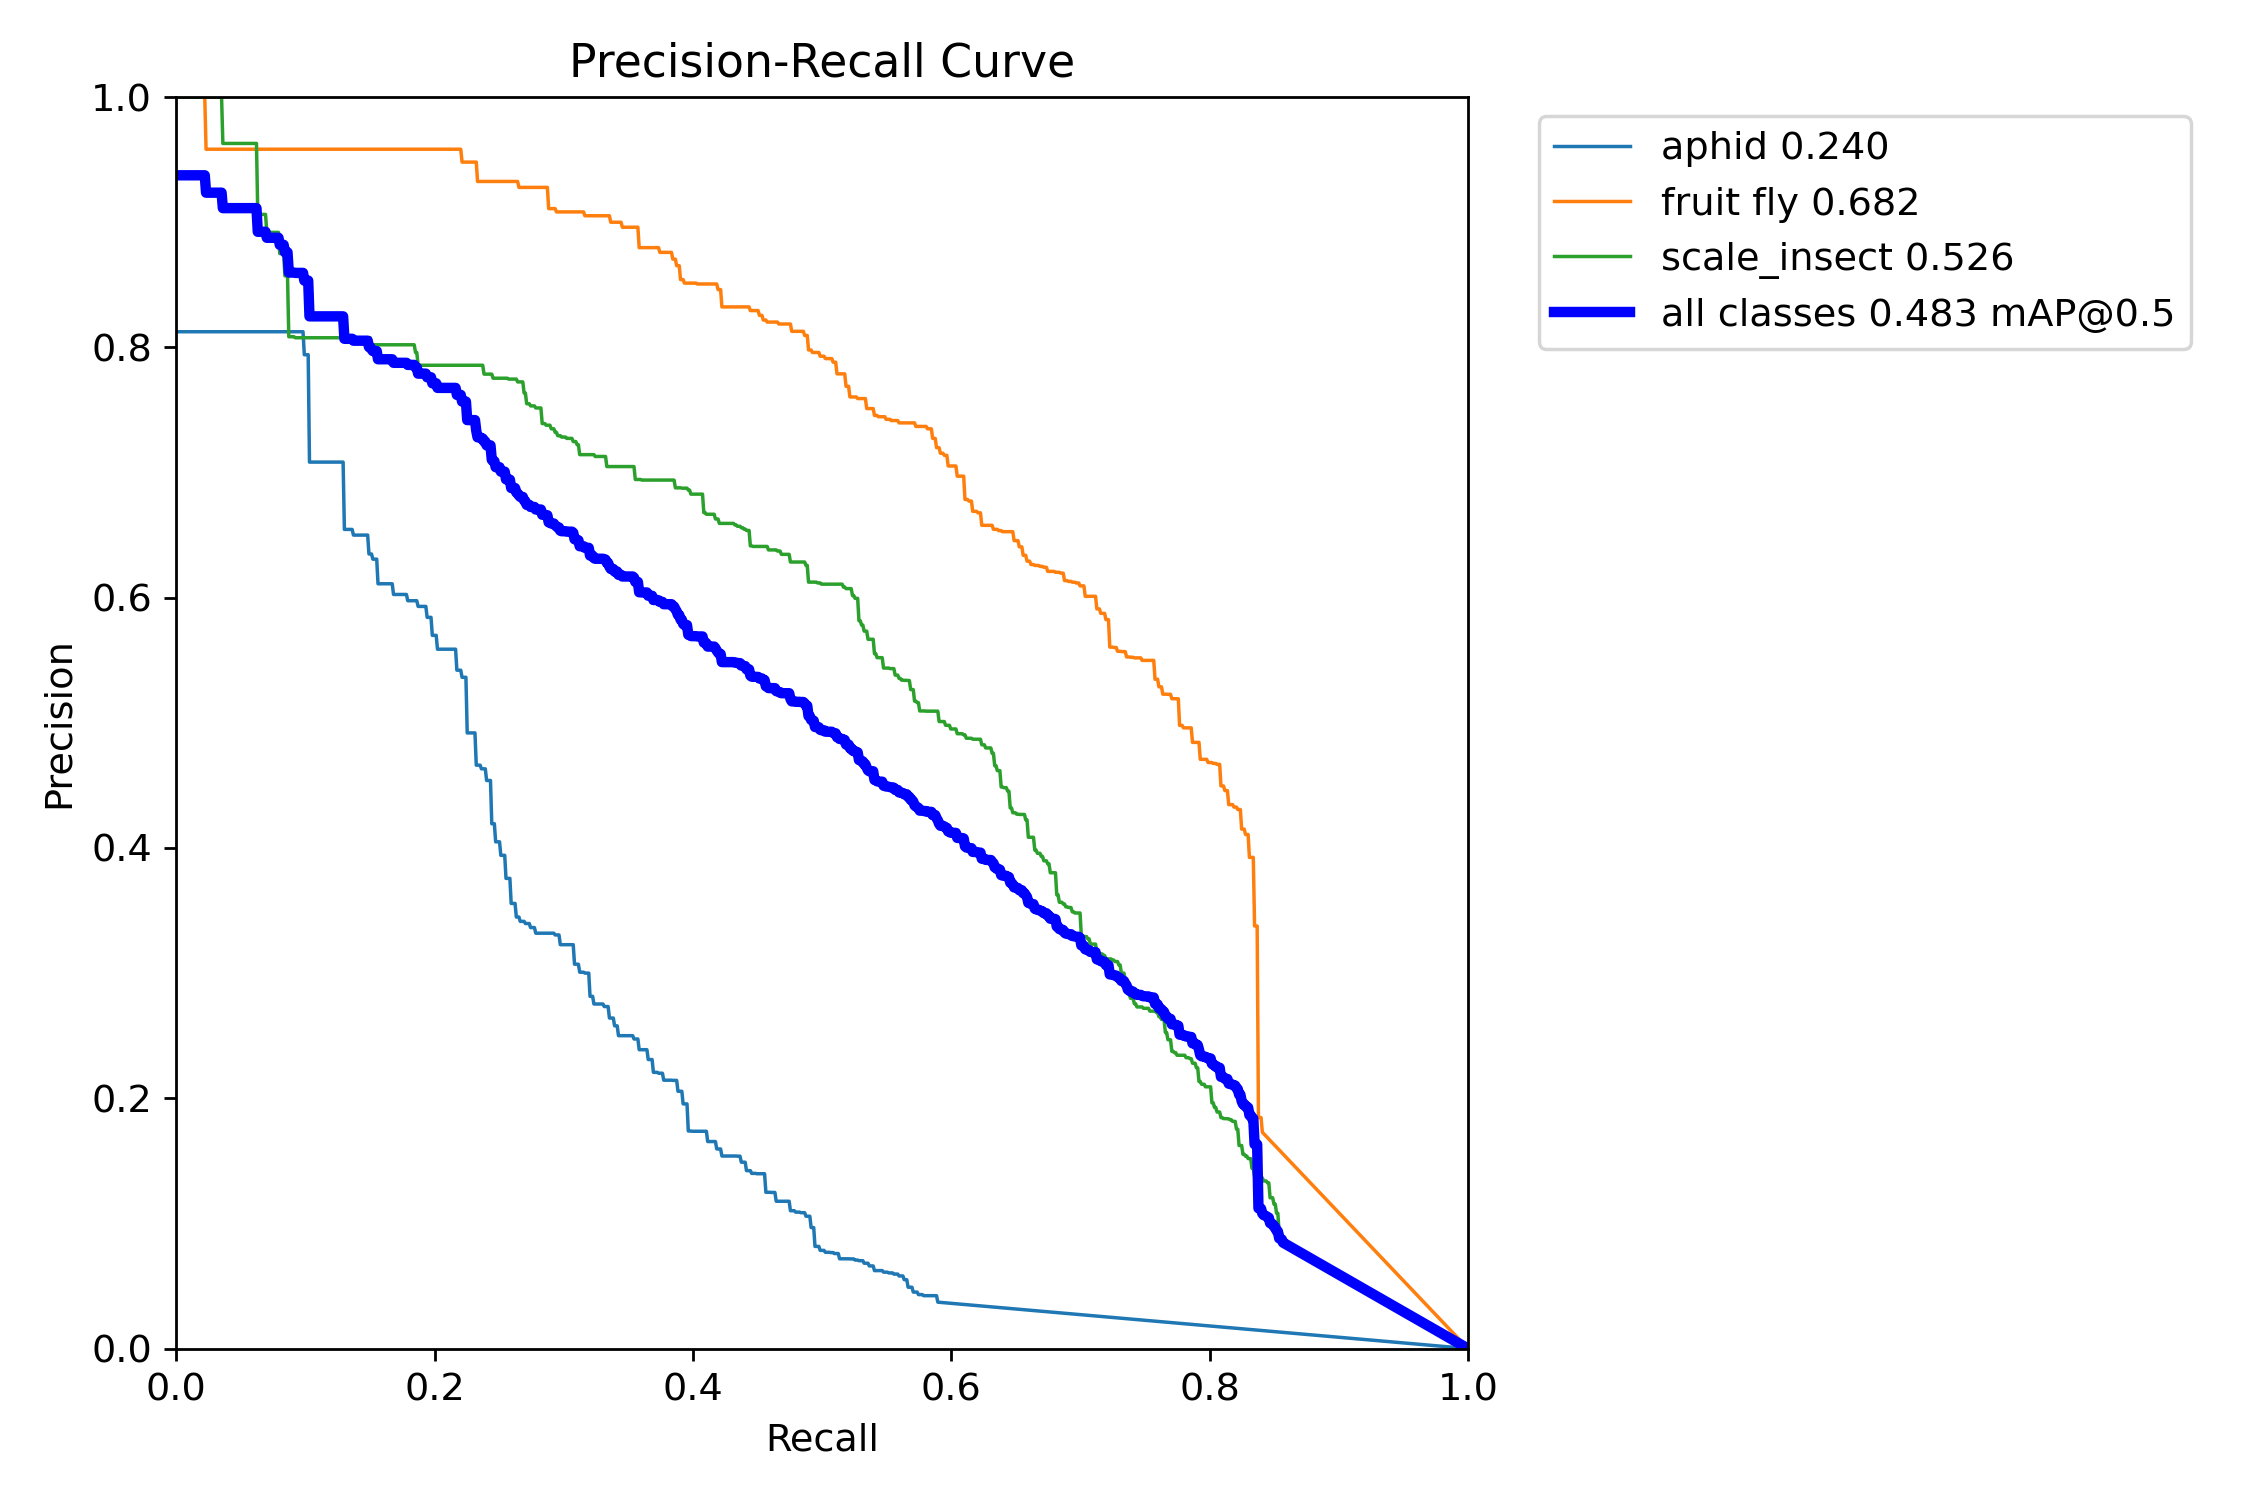 Precision-Recall Curve
1.0
0.8
0.6
0.4
0.2
0.0
Precision
0.0 0.2 0.4 0.6 0.8 1.0
Recall
aphid 0.240
fruit fly 0.682
scale_insect 0.526
all classes 0.483 mAP@0.5